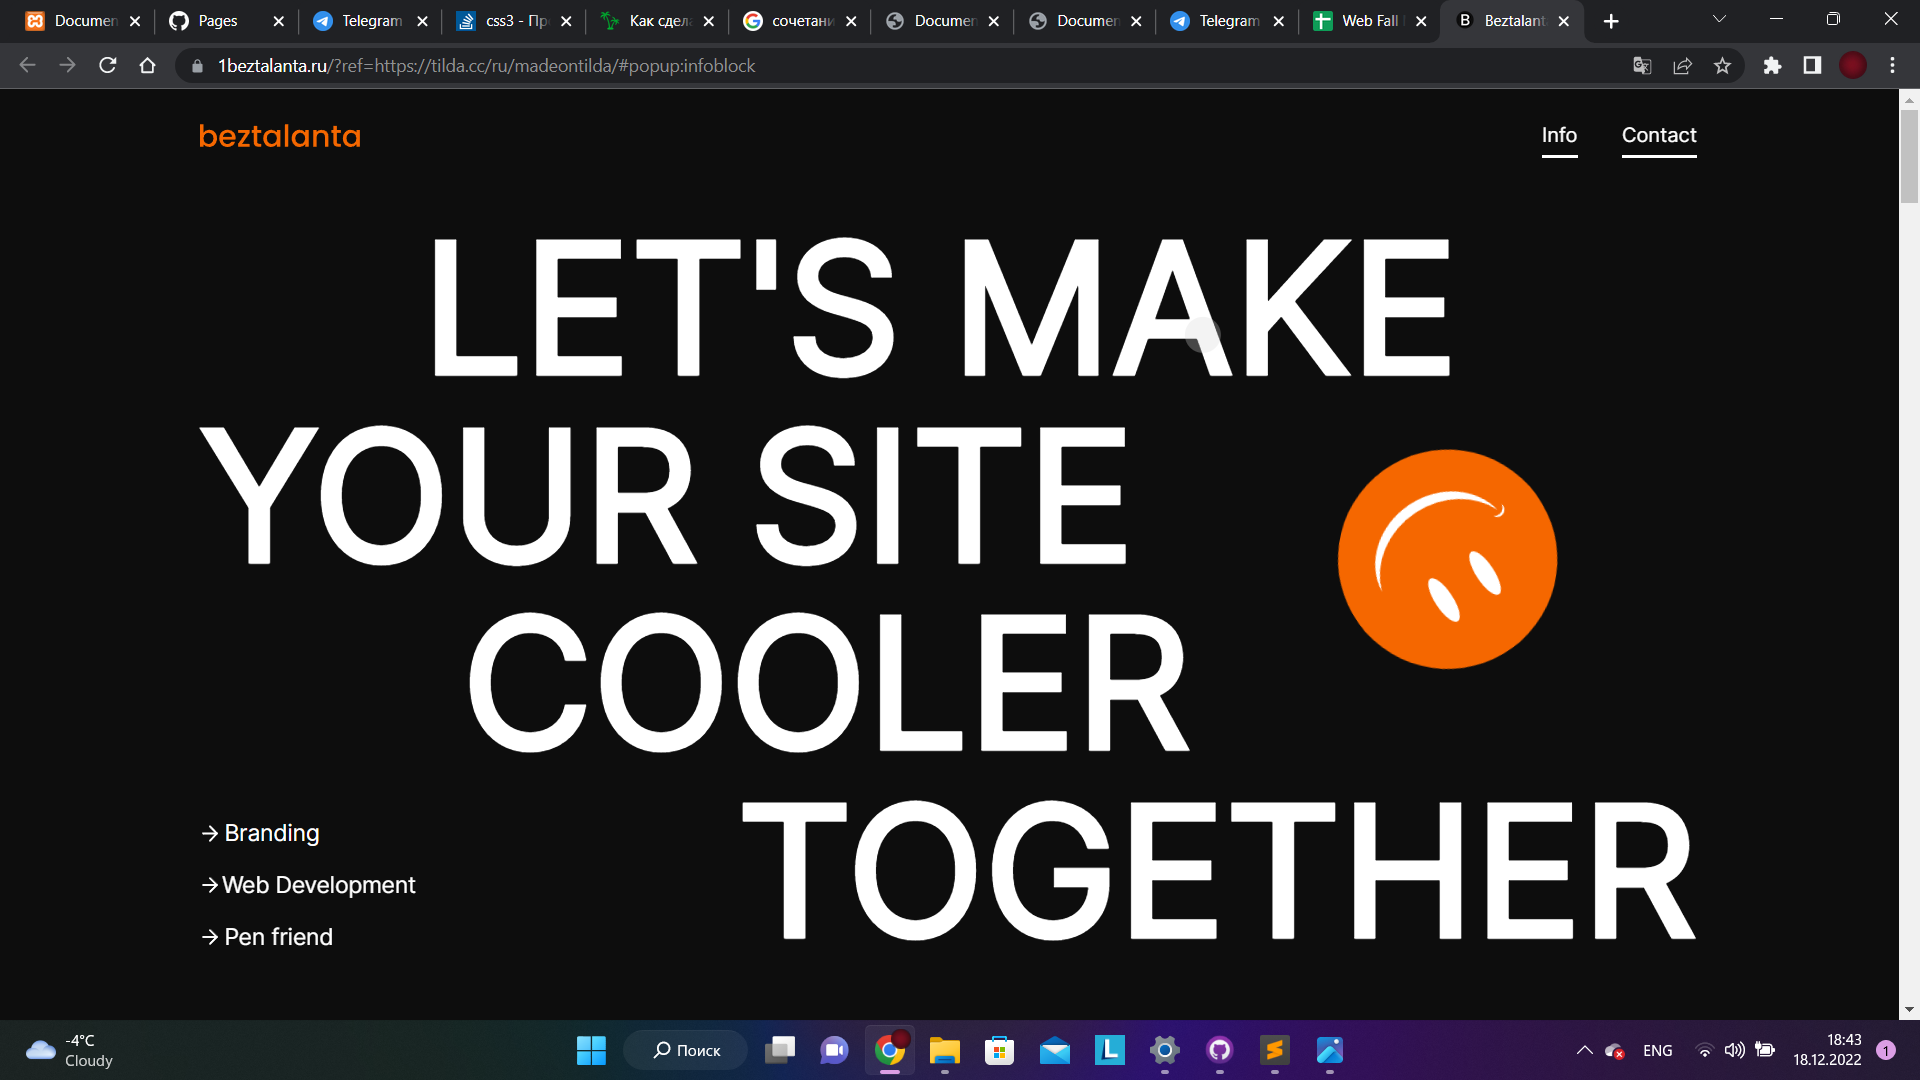 Documen
Pages
Telegram
css3 - Пр
Как сдел
сочетани
Documen
Documen
Telegram
Web Fall
Beztalant
1beztalanta.ru/?ref=https://tilda.cc/ru/madeontilda/#popup:infoblock
beztalanta
Info
Contact
LET'S MAKE
YOUR SITE
COOLER
TOGETHER
→ Branding
→ Web Development
→ Pen friend
-4°C
Cloudy
Поиск
ENG
18:43
18.12.2022
1